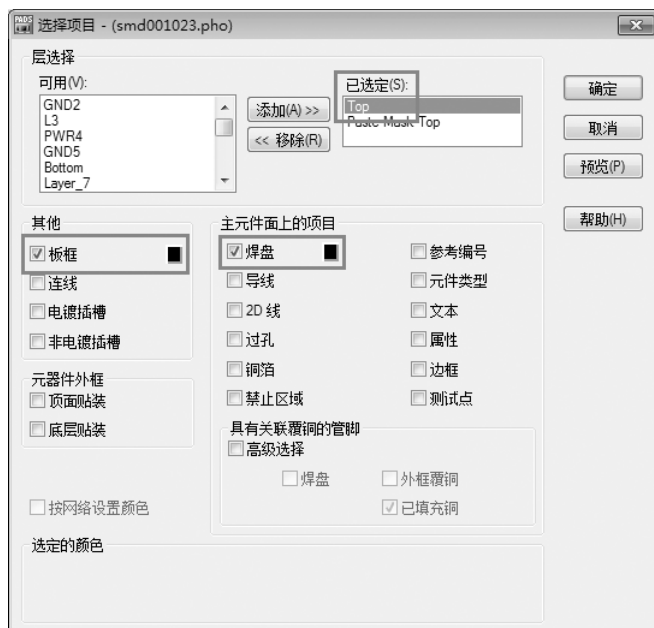 选择项目 - (smd001023.pho)
层选择
可用(V):
GND2
L3
PWR4
GND5
Bottom
Layer_7
添加(A) >>
<< 移除(R)
已选定(S):
Top
Paste Mask Top
确定
取消
预览(P)
帮助(H)
其他
板框
连线
电镀插槽
非电镀插槽
元器件外框
顶面贴装
底层贴装
按网络设置颜色
主元件面上的项目
焊盘
导线
2D 线
过孔
铜箔
禁止区域
参考编号
元件类型
文本
属性
边框
测试点
具有关联覆铜的管脚
高级选择
焊盘
外框覆铜
已填充铜
选定的颜色